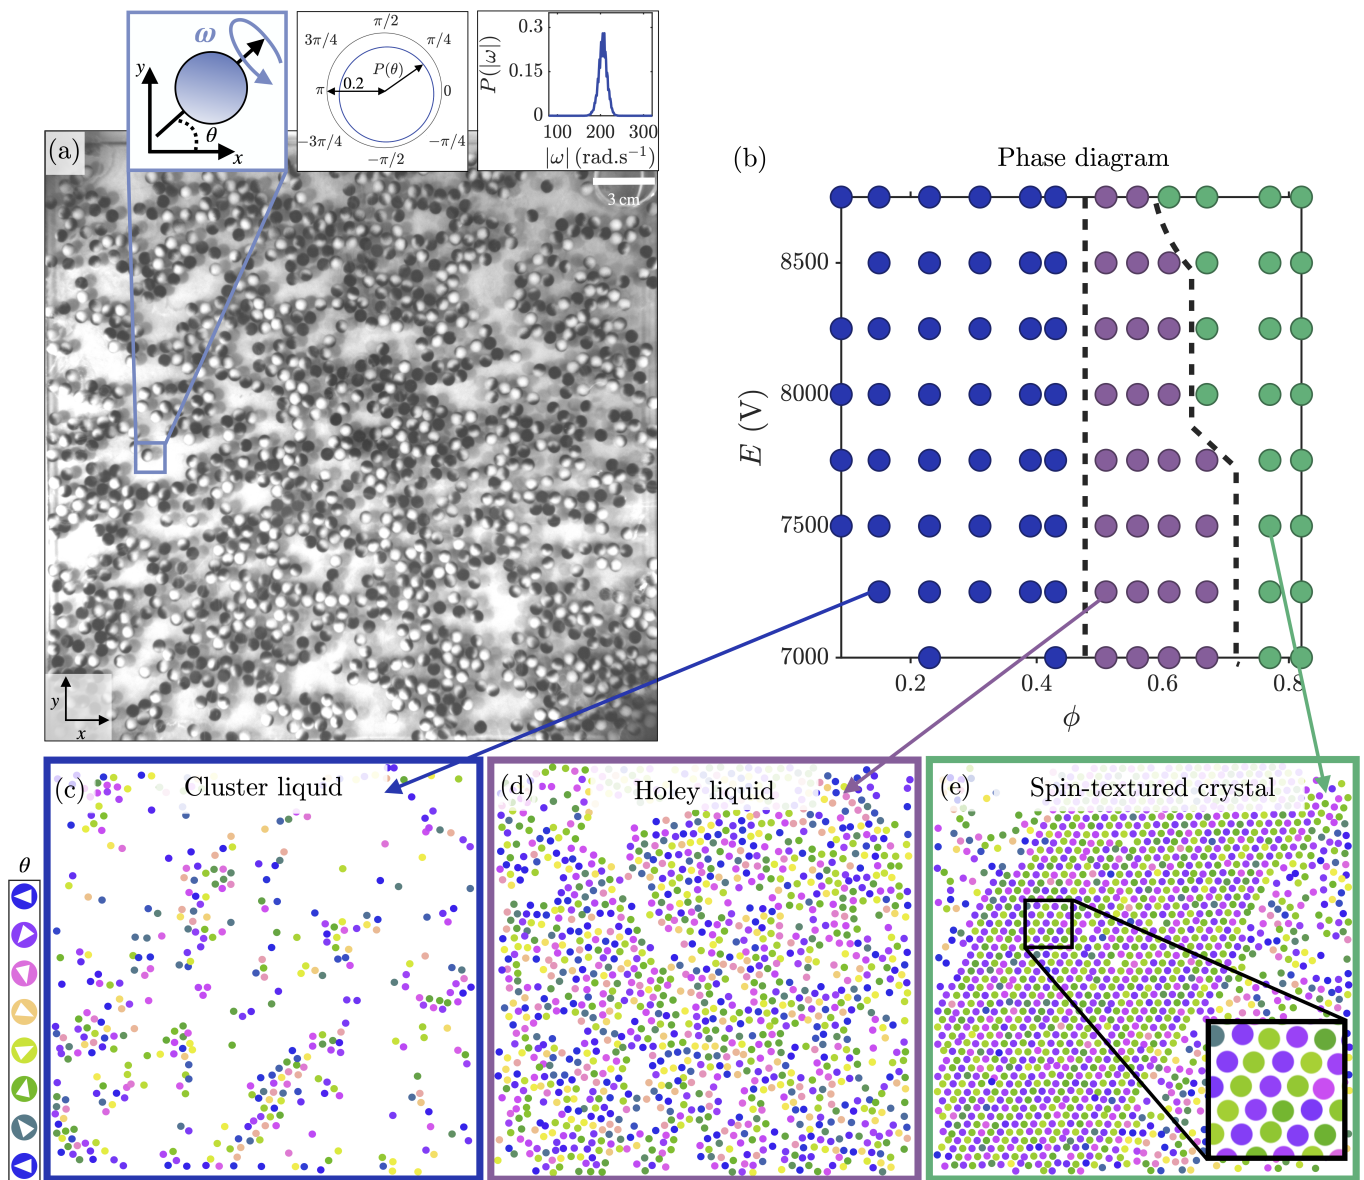 ω
y
θ
x
π/2
3π/4
π/4
P(θ)
0.2
π
0
−3π/4
−π/4
−π/2
0.3
0.15
0
P(|ω|)
100
200
300
|ω| (rad.s⁻¹)
(a)
3 cm
y
x
(b)
Phase diagram
8500
8000
7500
7000
E (V)
0.2
0.4
0.6
0.8
ϕ
θ
(c)
Cluster liquid
(d)
Holey liquid
(e)
Spin-textured crystal